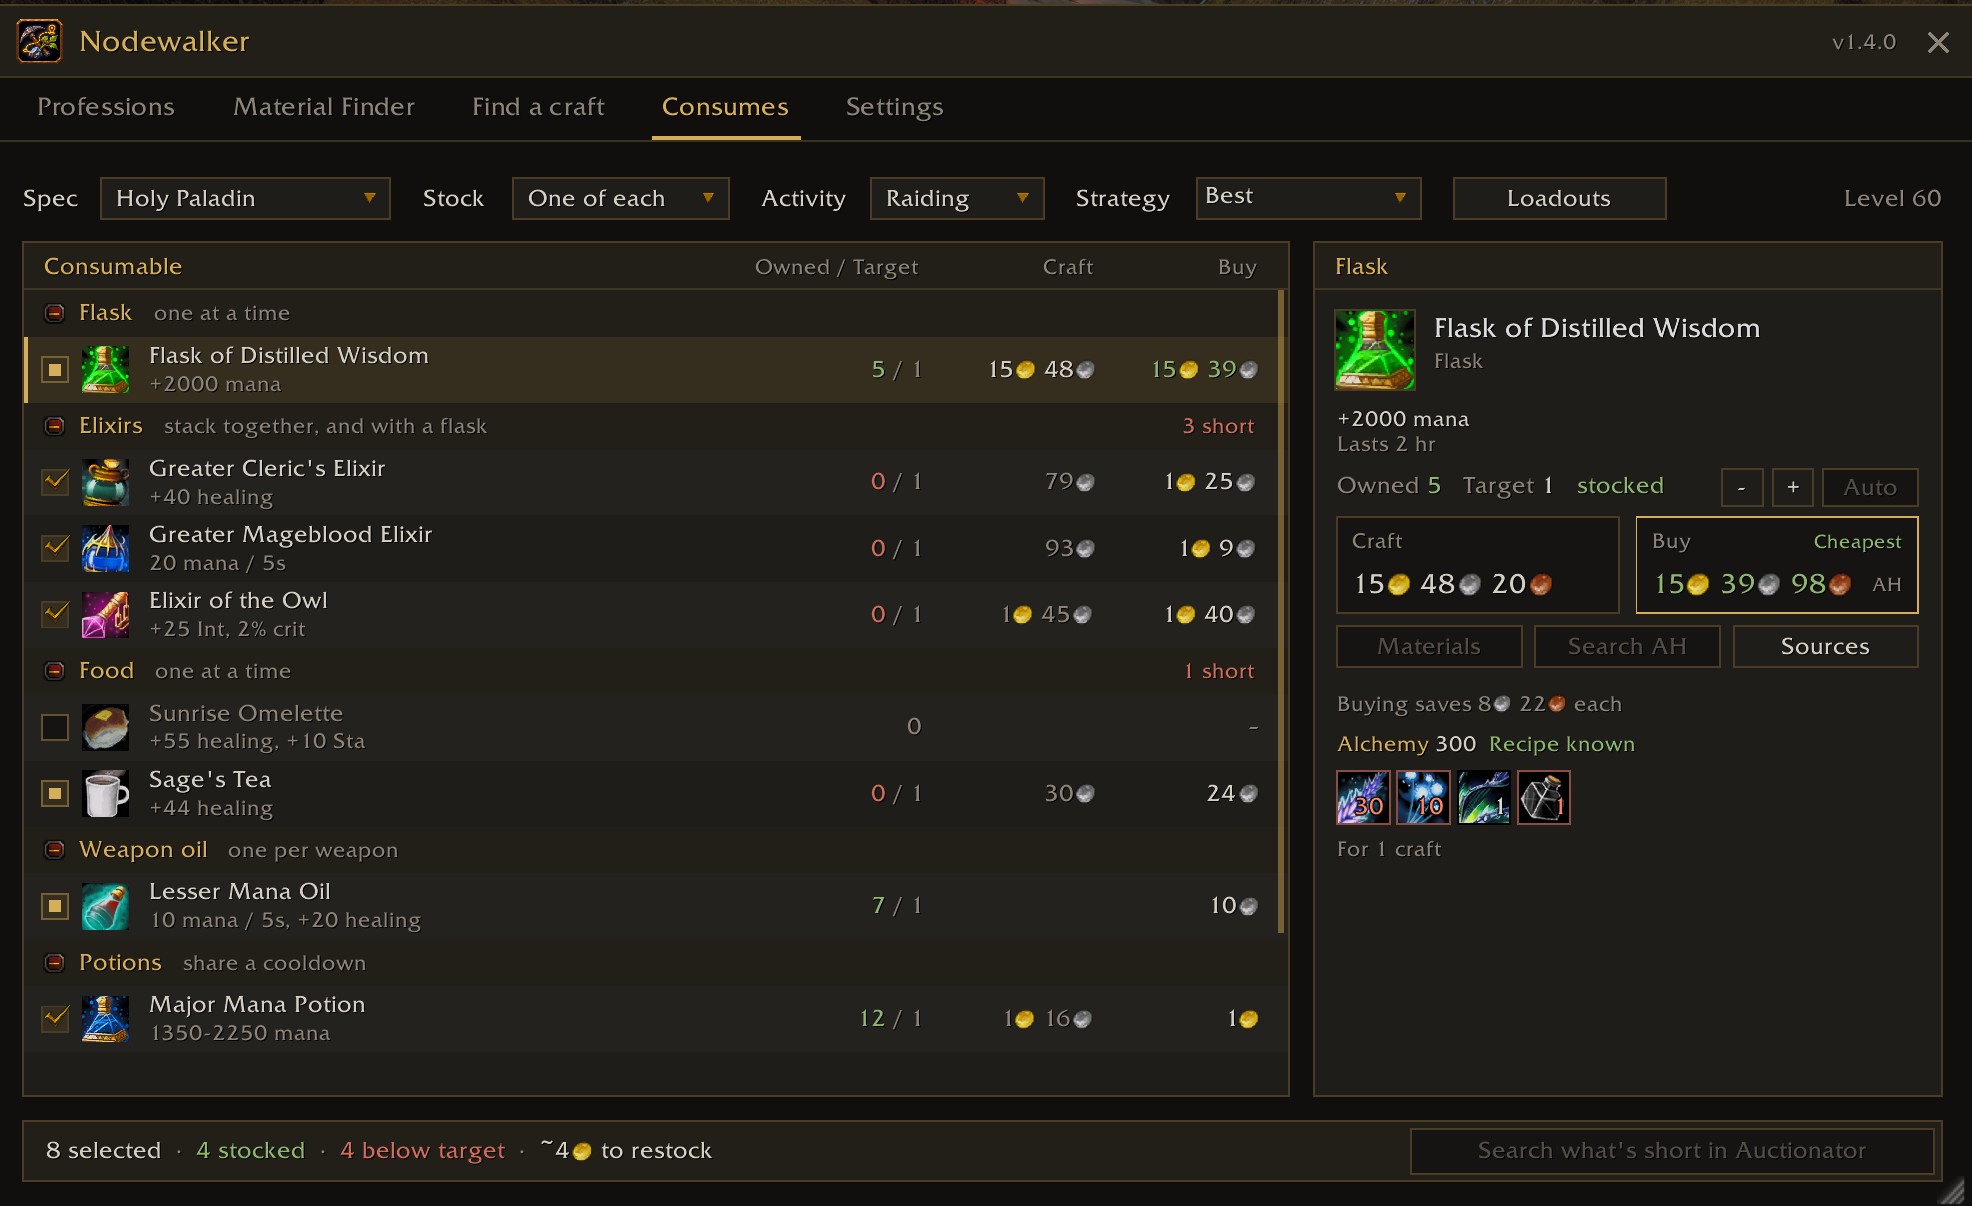 Nodewalker v1.4.0
Professions Material Finder Find a craft Consumes Settings
Spec Holy Paladin Stock One of each Activity Raiding Strategy Best Loadouts Level 60
Consumable Owned / Target Craft Buy
Flask one at a time
Flask of Distilled Wisdom
+2000 mana
5 / 1 15 48 15 39
Elixirs stack together, and with a flask 3 short
Greater Cleric's Elixir
+40 healing
0 / 1 79 1 25
Greater Mageblood Elixir
20 mana / 5s
0 / 1 93 1 9
Elixir of the Owl
+25 Int, 2% crit
0 / 1 1 45 1 40
Food one at a time 1 short
Sunrise Omelette
+55 healing, +10 Sta
0 -
Sage's Tea
+44 healing
0 / 1 30 24
Weapon oil one per weapon
Lesser Mana Oil
10 mana / 5s, +20 healing
7 / 1 10
Potions share a cooldown
Major Mana Potion
1350-2250 mana
12 / 1 1 16 1
Flask
Flask of Distilled Wisdom
Flask
+2000 mana
Lasts 2 hr
Owned 5 Target 1 stocked - + Auto
Craft Buy Cheapest
15 48 20 15 39 98 AH
Materials Search AH Sources
Buying saves 8 22 each
Alchemy 300 Recipe known
30 10 1 1
For 1 craft
8 selected · 4 stocked · 4 below target · ~4 to restock Search what's short in Auctionator